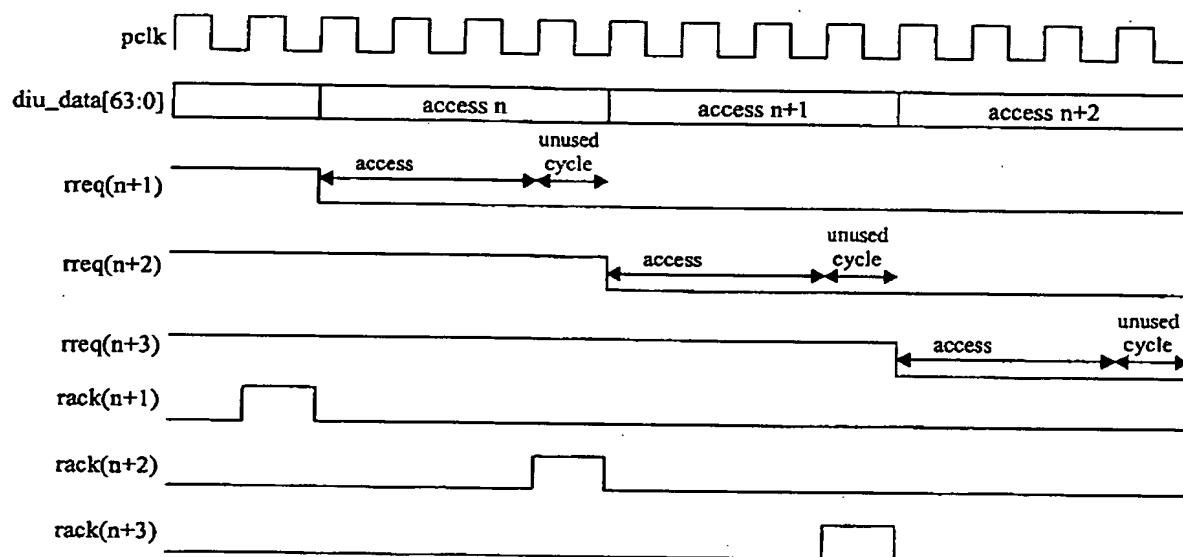 pclk
diu_data[63:0]
access n
access n+1
access n+2
rreq(n+1)
access
unused
cycle
rreq(n+2)
access
unused
cycle
rreq(n+3)
access
unused
cycle
rack(n+1)
rack(n+2)
rack(n+3)